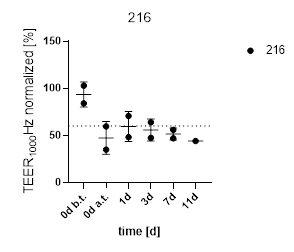 216
150
100
50
0
TEER1000Hz normalized [%]
0d b.t.
0d a.t.
1d
3d
7d
11d
time [d]
216